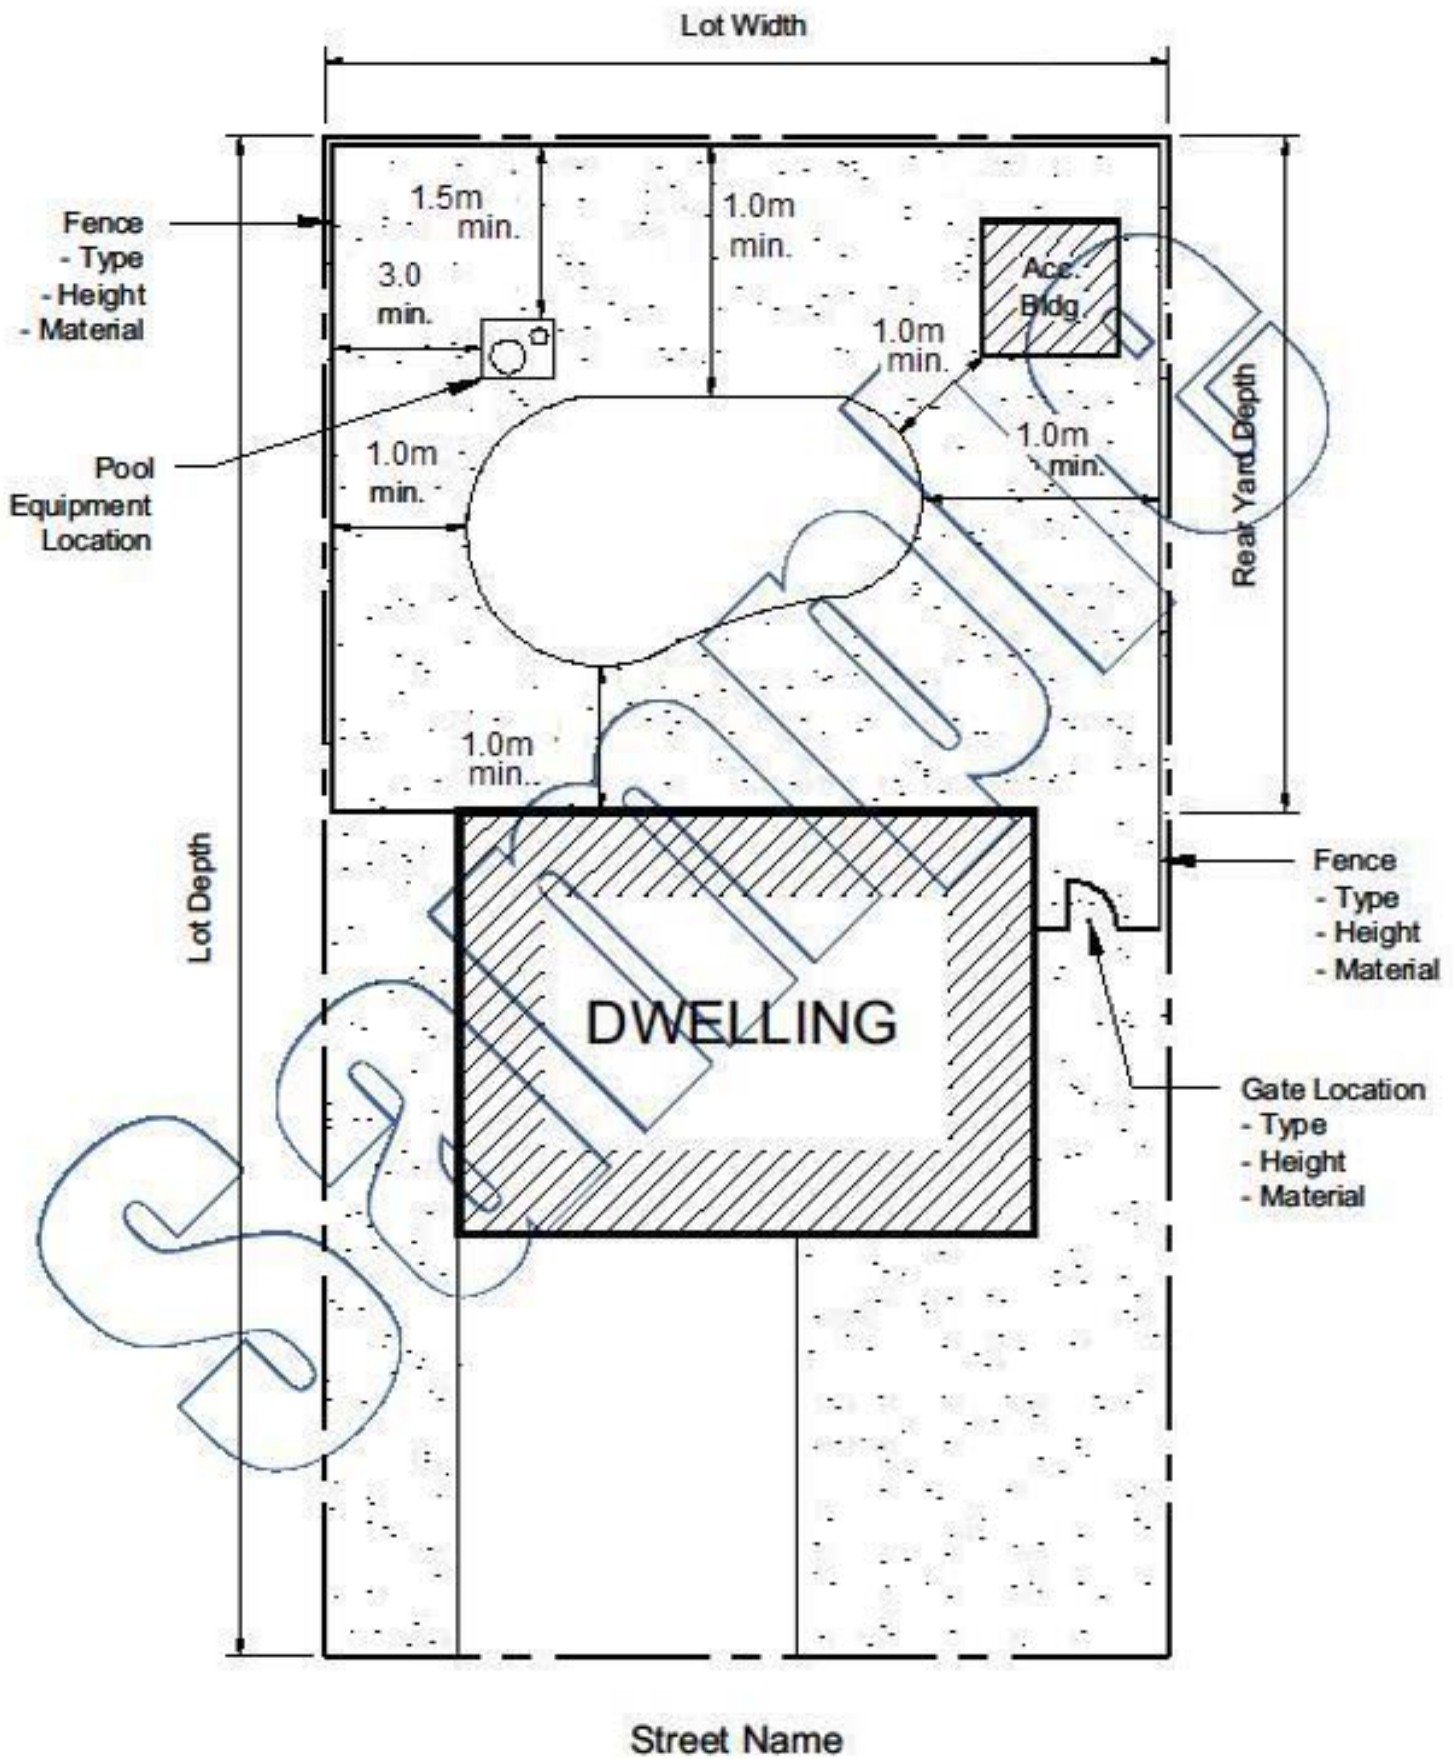 Lot Width
1.5m
min.
1.0m
min.
Fence
- Type
- Height
- Material
3.0
min.
Acc.
Bldg
1.0m
min.
1.0m
min.
1.0m
min.
Pool
Equipment
Location
Rear Yard Depth
1.0m
min.
Lot Depth
Fence
- Type
- Height
- Material
DWELLING
Gate Location
- Type
- Height
- Material
Sample
Street Name